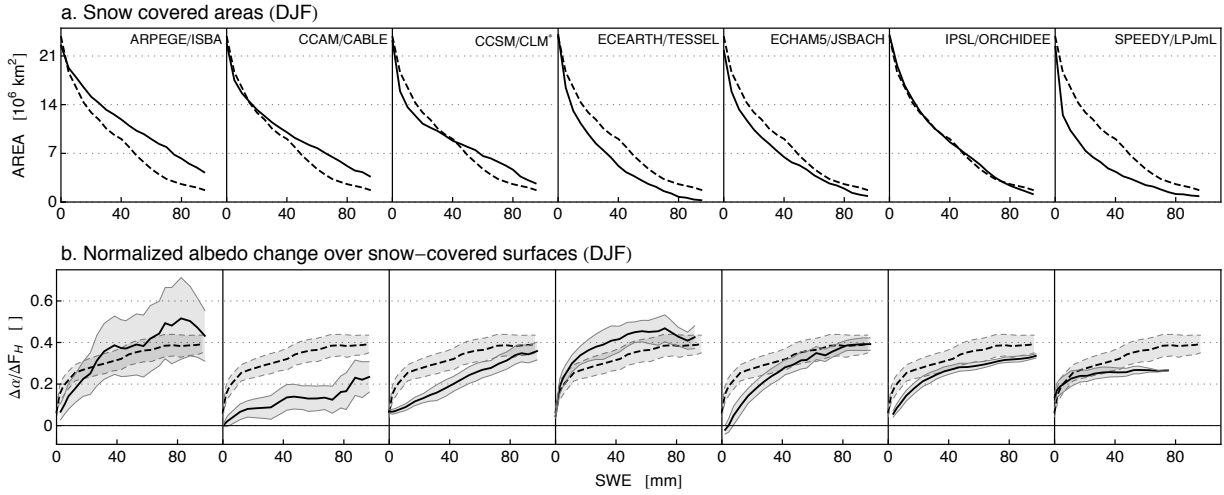 a. Snow covered areas (DJF)
ARPEGE/ISBA CCAM/CABLE CCSM/CLM* ECEARTH/TESSEL ECHAM5/JSBACH IPSL/ORCHIDEE SPEEDY/LPJmL
AREA [10⁶ km²]
21
14
7
0
0 40 80 0 40 80 0 40 80 0 40 80 0 40 80 0 40 80 0 40 80
b. Normalized albedo change over snow−covered surfaces (DJF)
Δα/ΔF_H [ ]
0.6
0.4
0.2
0
0 40 80 0 40 80 0 40 80 0 40 80 0 40 80 0 40 80 0 40 80
SWE [mm]